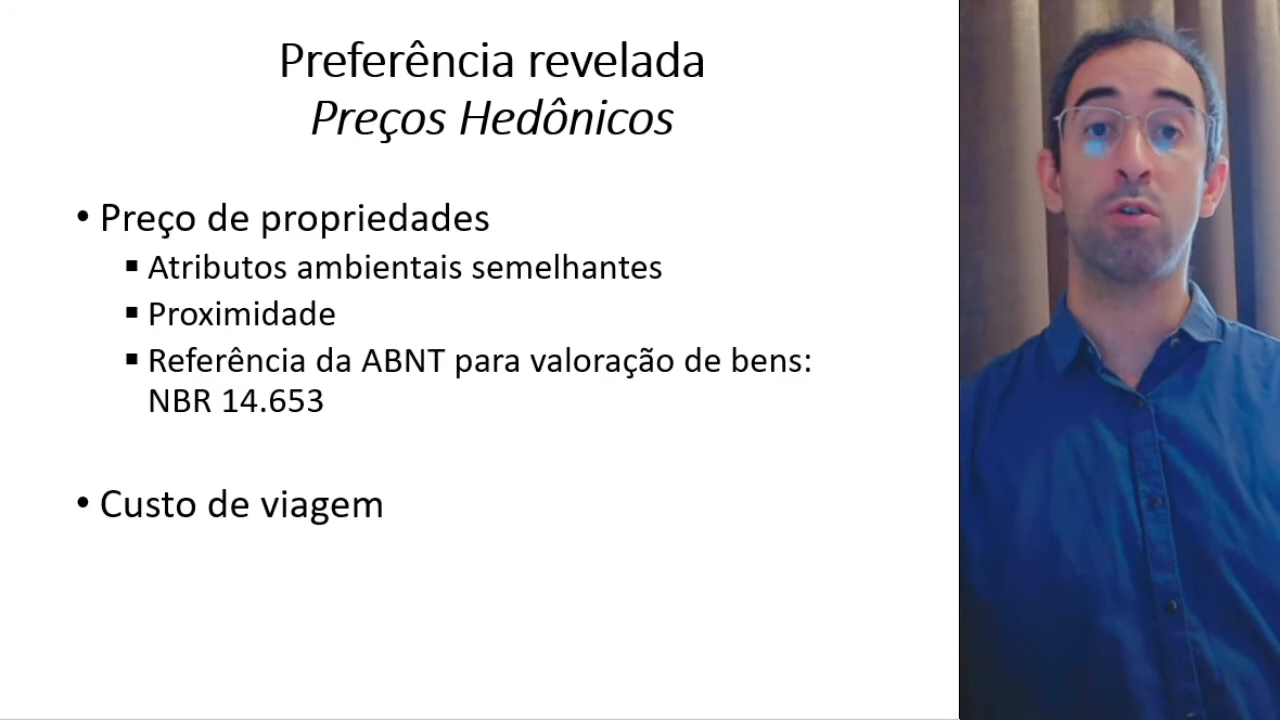 Preferência revelada
Preços Hedônicos
• Preço de propriedades
▪ Atributos ambientais semelhantes
▪ Proximidade
▪ Referência da ABNT para valoração de bens:
NBR 14.653
• Custo de viagem